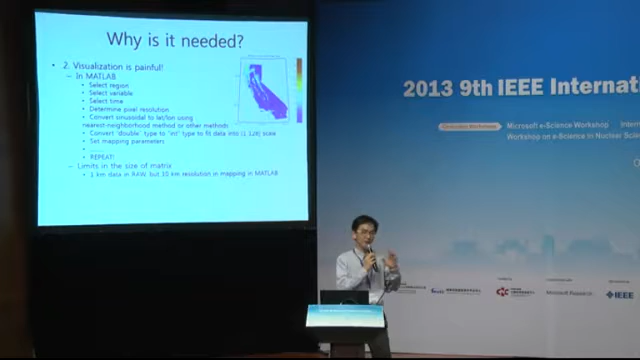 Why is it needed?
• 2. Visualization is painful!
– In MATLAB
• Select region
• Select variable
• Select time
• Determine pixel resolution
• Convert sinusoidal to lat/lon using
nearest-neighborhood method or other methods
• Convert "double" type to "int" type to fit data into (1:128) scale
• Set mapping parameters
• ......
• REPEAT!
– Limits in the size of matrix
• 1 km data in RAW, but 10 km resolution in mapping in MATLAB
2013 9th IEEE Internati
Microsoft e-Science Workshop
Workshop on e-Science in Nuclear Scie
Microsoft Research
IEEE